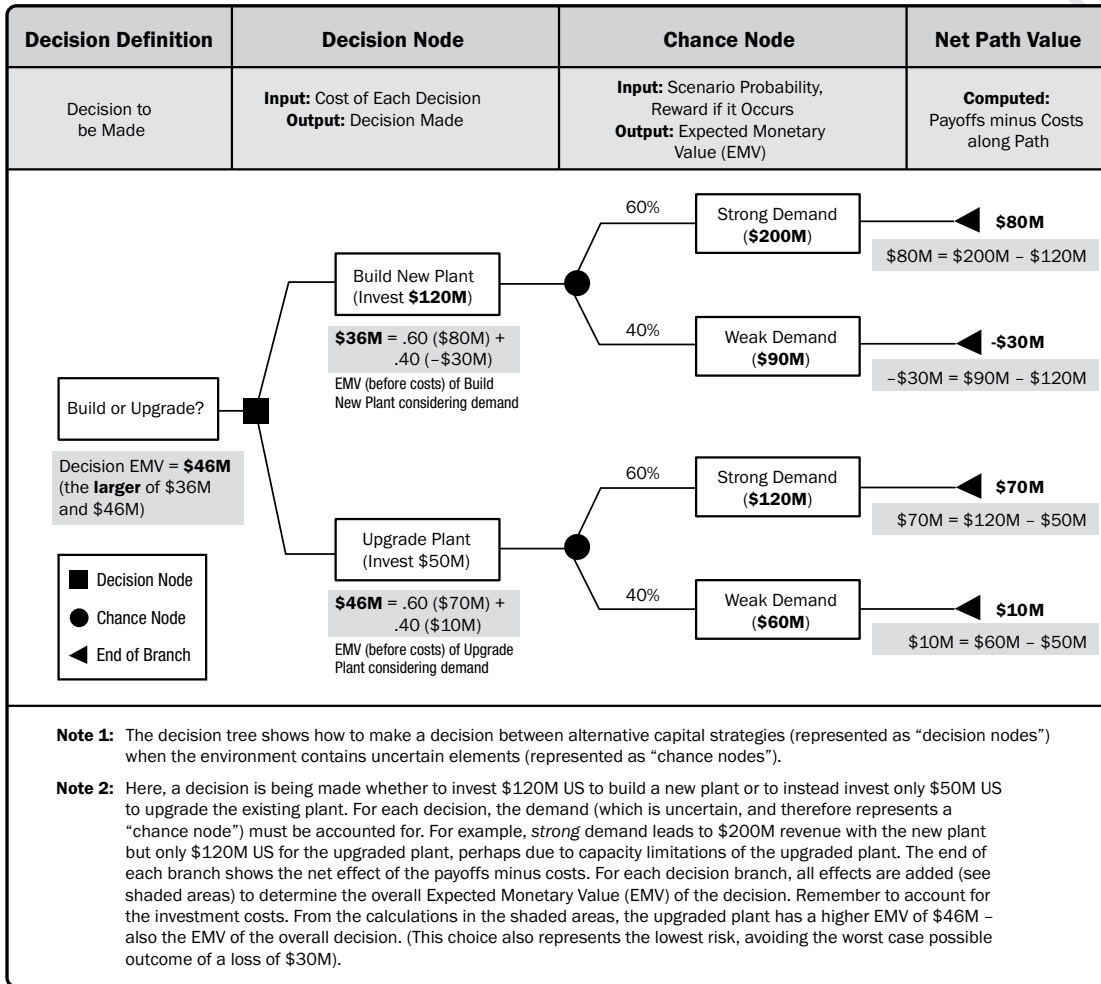 Decision Definition
Decision Node
Chance Node
Net Path Value
Decision to
be Made
Input: Cost of Each Decision
Output: Decision Made
Input: Scenario Probability,
Reward if it Occurs
Output: Expected Monetary
Value (EMV)
Computed:
Payoffs minus Costs
along Path
Build or Upgrade?
Decision EMV = $46M
(the larger of $36M
and $46M)
Decision Node
Chance Node
End of Branch
Build New Plant
(Invest $120M)
$36M = .60 ($80M) +
.40 (–$30M)
EMV (before costs) of Build
New Plant considering demand
60%
Strong Demand
($200M)
$80M
$80M = $200M – $120M
40%
Weak Demand
($90M)
-$30M
–$30M = $90M – $120M
Upgrade Plant
(Invest $50M)
$46M = .60 ($70M) +
.40 ($10M)
EMV (before costs) of Upgrade
Plant considering demand
60%
Strong Demand
($120M)
$70M
$70M = $120M – $50M
40%
Weak Demand
($60M)
$10M
$10M = $60M – $50M
Note 1: The decision tree shows how to make a decision between alternative capital strategies (represented as “decision nodes”)
when the environment contains uncertain elements (represented as “chance nodes”).
Note 2: Here, a decision is being made whether to invest $120M US to build a new plant or to instead invest only $50M US
to upgrade the existing plant. For each decision, the demand (which is uncertain, and therefore represents a
“chance node”) must be accounted for. For example, strong demand leads to $200M revenue with the new plant
but only $120M US for the upgraded plant, perhaps due to capacity limitations of the upgraded plant. The end of
each branch shows the net effect of the payoffs minus costs. For each decision branch, all effects are added (see
shaded areas) to determine the overall Expected Monetary Value (EMV) of the decision. Remember to account for
the investment costs. From the calculations in the shaded areas, the upgraded plant has a higher EMV of $46M –
also the EMV of the overall decision. (This choice also represents the lowest risk, avoiding the worst case possible
outcome of a loss of $30M).